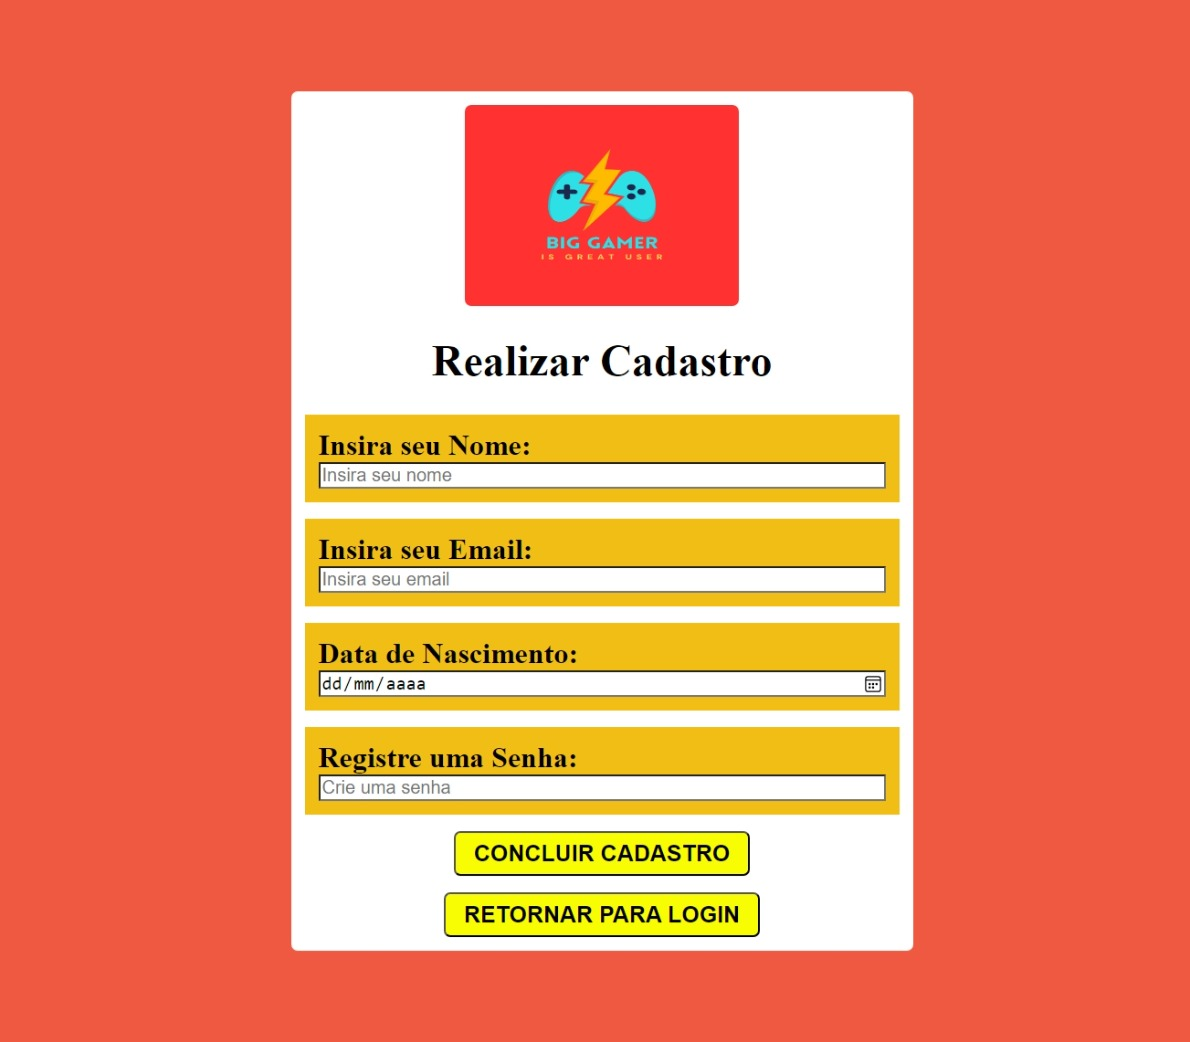 BIG GAMER
IS GREAT USER
Realizar Cadastro
Insira seu Nome:
Insira seu nome
Insira seu Email:
Insira seu email
Data de Nascimento:
dd/mm/aaaa
Registre uma Senha:
Crie uma senha
CONCLUIR CADASTRO
RETORNAR PARA LOGIN